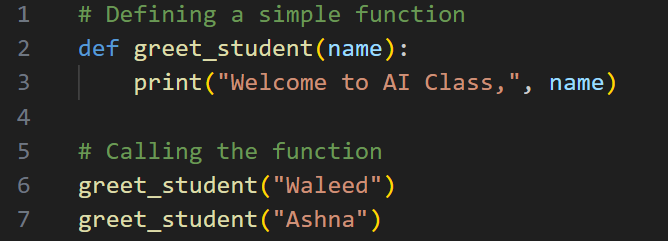 1 # Defining a simple function
2 def greet_student(name):
3     print("Welcome to AI Class,", name)
4
5 # Calling the function
6 greet_student("Waleed")
7 greet_student("Ashna")